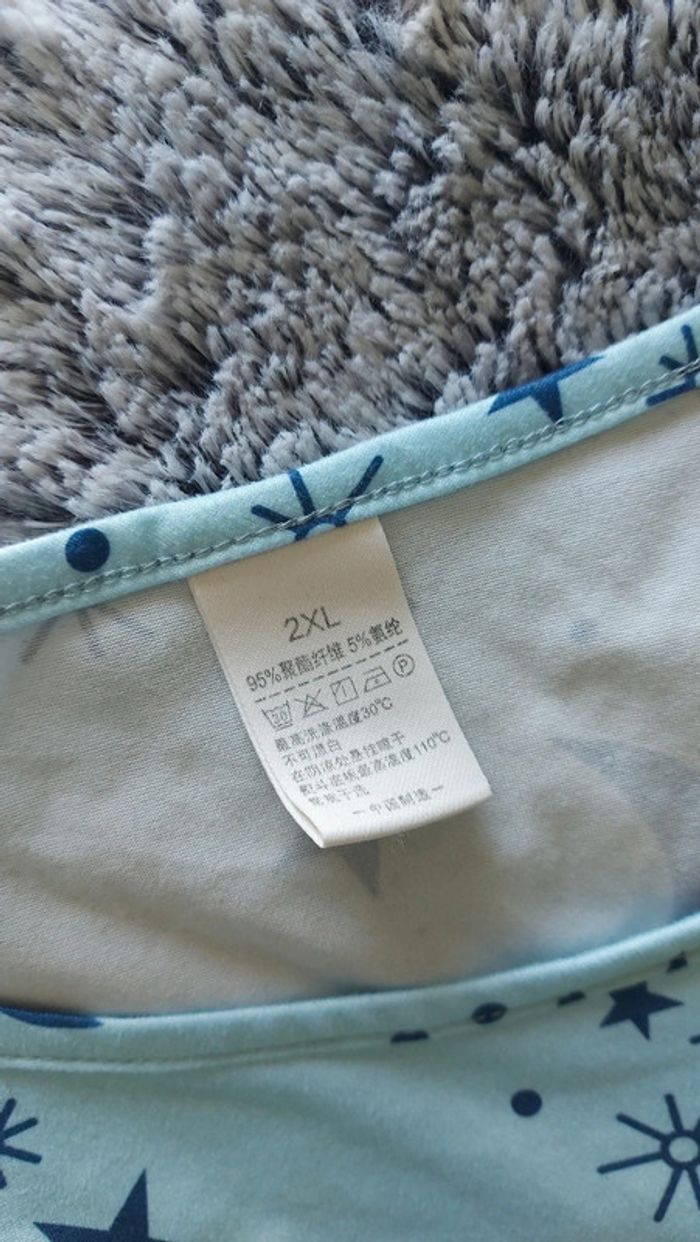 2XL
95%聚酯纤维 5%氨纶
30 P
最高洗涤温度30℃
不可漂白
在阴凉处悬挂晾干
熨斗底板最高温度110℃
常规干洗
一中国制造一